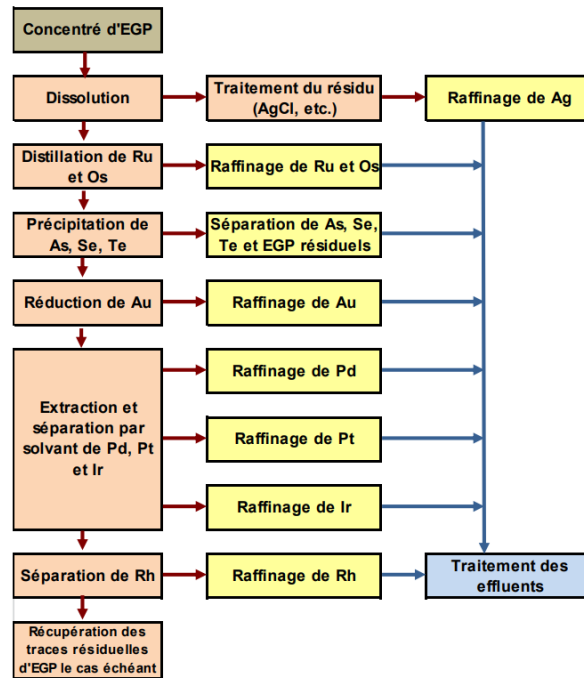 Concentré d'EGP
Dissolution
Traitement du résidu
(AgCl, etc.)
Raffinage de Ag
Distillation de Ru
et Os
Raffinage de Ru et Os
Précipitation de
As, Se, Te
Séparation de As, Se,
Te et EGP résiduels
Réduction de Au
Raffinage de Au
Extraction et
séparation par
solvant de Pd, Pt
et Ir
Raffinage de Pd
Raffinage de Pt
Raffinage de Ir
Séparation de Rh
Raffinage de Rh
Traitement des
effluents
Récupération des
traces résiduelles
d'EGP le cas échéant